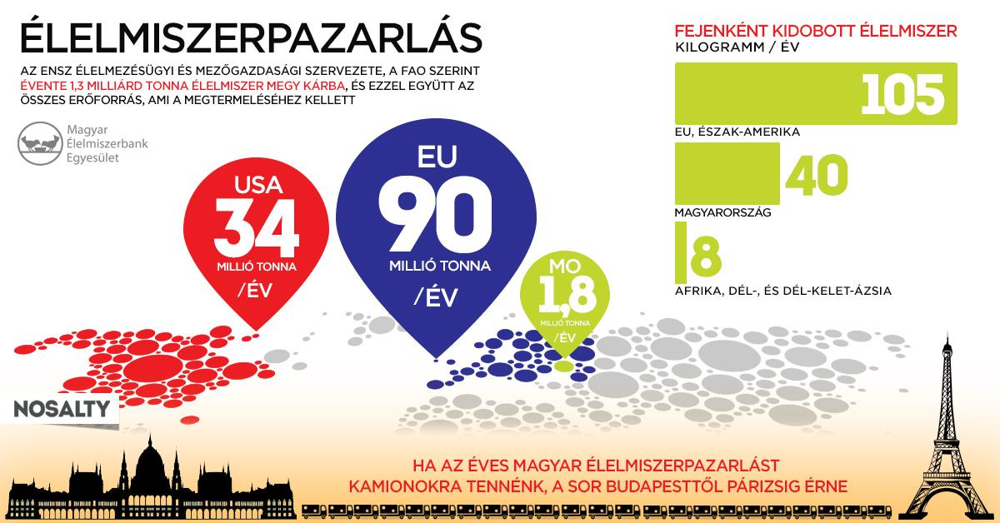 ÉLELMISZERPAZARLÁS
AZ ENSZ ÉLELMEZÉSÜGYI ÉS MEZŐGAZDASÁGI SZERVEZETE, A FAO SZERINT
ÉVENTE 1,3 MILLIÁRD TONNA ÉLELMISZER MEGY KÁRBA, ÉS EZZEL EGYÜTT AZ
ÖSSZES ERŐFORRÁS, AMI A MEGTERMELÉSÉHEZ KELLETT
Magyar
Élelmiszerbank
Egyesület
USA
34
MILLIÓ TONNA
/ÉV
EU
90
MILLIÓ TONNA
/ÉV
MO
1,8
MILLIÓ TONNA
/ÉV
FEJENKÉNT KIDOBOTT ÉLELMISZER
KILOGRAMM / ÉV
105
EU, ÉSZAK-AMERIKA
40
MAGYARORSZÁG
8
AFRIKA, DÉL-, ÉS DÉL-KELET-ÁZSIA
NOSALTY
HA AZ ÉVES MAGYAR ÉLELMISZERPAZARLÁST
KAMIONOKRA TENNÉNK, A SOR BUDAPESTTŐL PÁRIZSIG ÉRNE